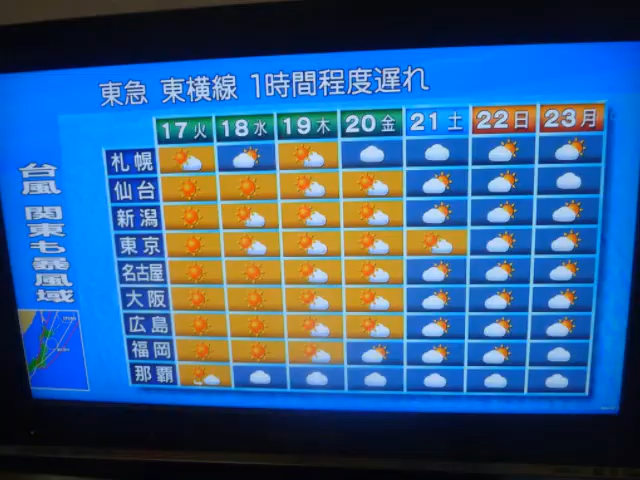 東急 東横線 1時間程度遅れ
17火 18水 19木 20金 21土 22日 23月
札幌
仙台
新潟
東京
名古屋
大阪
広島
福岡
那覇
台風 関東も暴風域